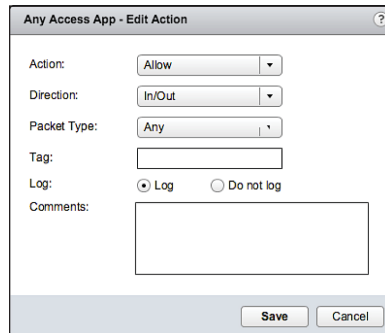 Any Access App - Edit Action ?
Action: Allow
Direction: In/Out
Packet Type: Any
Tag:
Log: Log Do not log
Comments:
Save Cancel